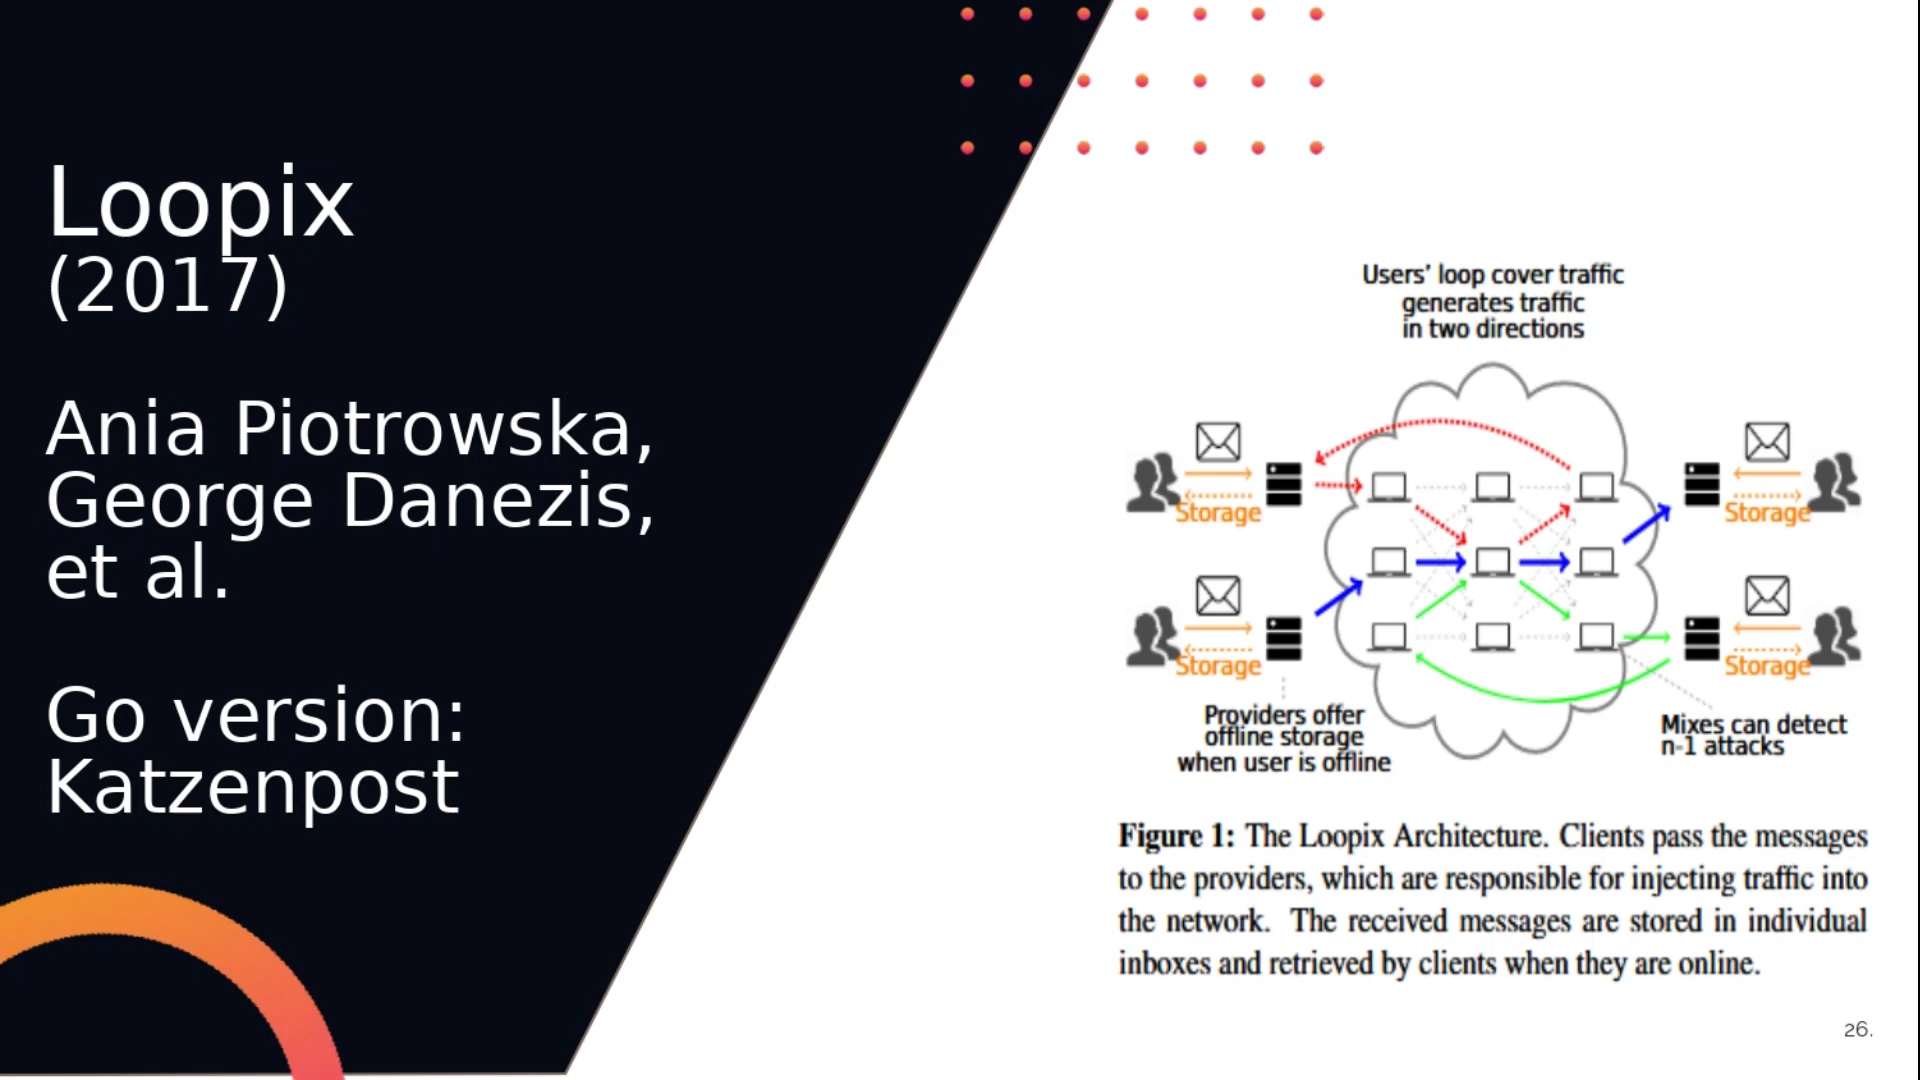 Loopix
(2017)
Ania Piotrowska,
George Danezis,
et al.
Go version:
Katzenpost
Users’ loop cover traffic
generates traffic
in two directions
Storage
Storage
Storage
Storage
Providers offer
offline storage
when user is offline
Mixes can detect
n-1 attacks
Figure 1: The Loopix Architecture. Clients pass the messages
to the providers, which are responsible for injecting traffic into
the network. The received messages are stored in individual
inboxes and retrieved by clients when they are online.
26.